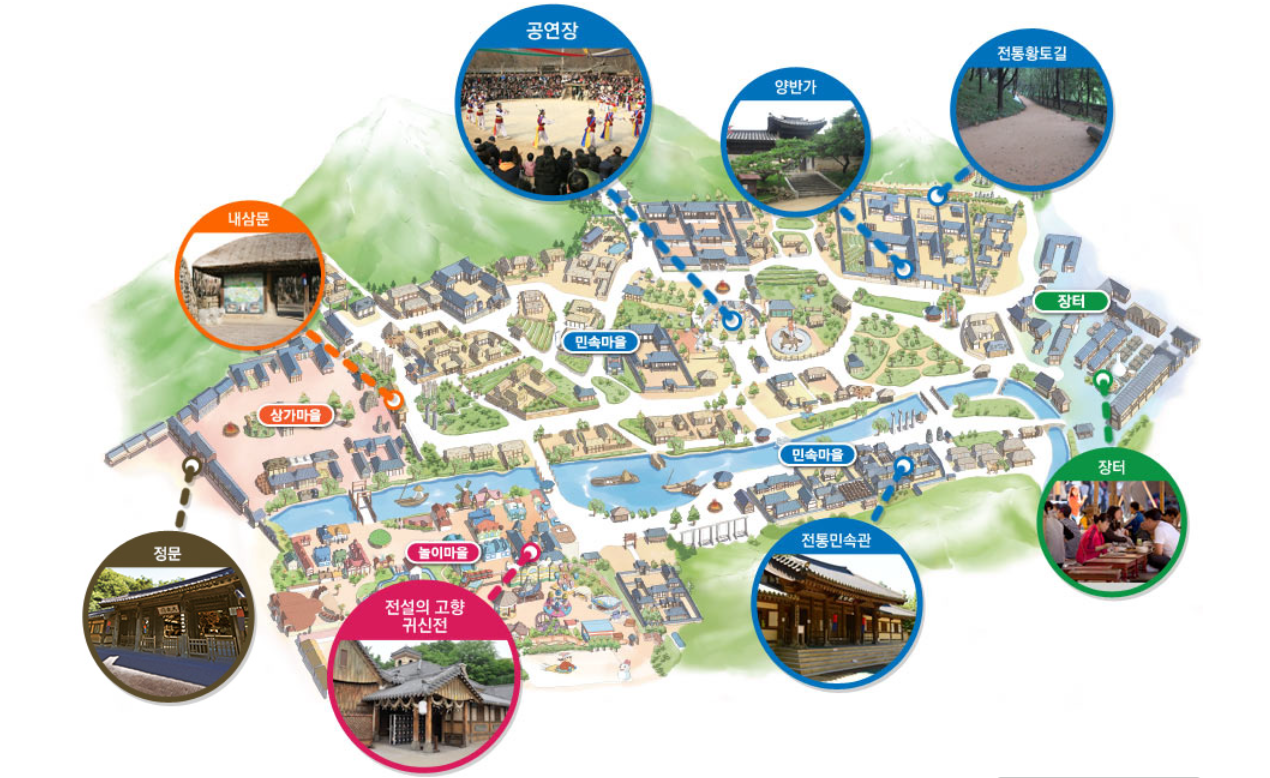 공연장
양반가
전통황토길
내삼문
장터
민속마을
상가마을
민속마을
장터
놀이마을
정문
전통민속관
전설의 고향
귀신전